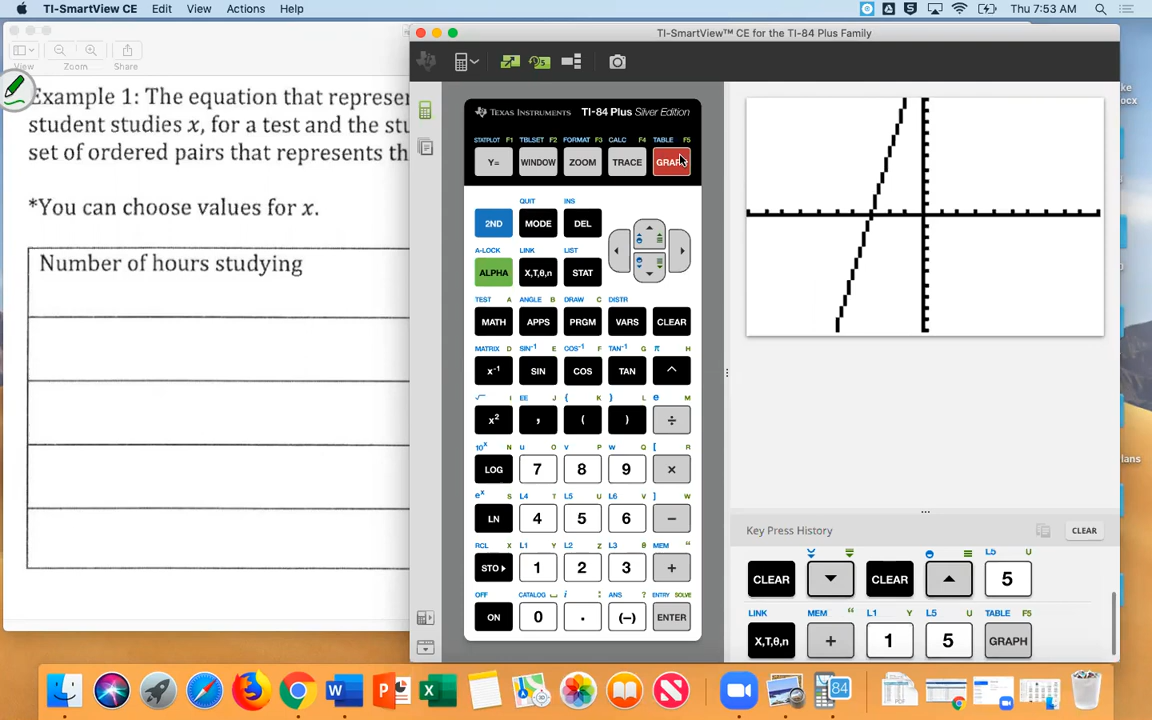 TI-SmartView CE Edit View Actions Help Thu 7:53 AM
TI-SmartView™ CE for the TI-84 Plus Family
View Zoom Share
Example 1: The equation that represer
student studies x, for a test and the stu
set of ordered pairs that represents th
*You can choose values for x.
Number of hours studying
TEXAS INSTRUMENTS TI-84 Plus Silver Edition
STATPLOT F1 TBLSET F2 FORMAT F3 CALC F4 TABLE F5
Y= WINDOW ZOOM TRACE GRAPH
QUIT INS
2ND MODE DEL
A-LOCK LINK LIST
ALPHA X,T,θ,n STAT
TEST A ANGLE B DRAW C DISTR
MATH APPS PRGM VARS CLEAR
MATRIX D SIN⁻¹ E COS⁻¹ F TAN⁻¹ G π H
x⁻¹ SIN COS TAN ^
√ I EE J { K } L e M
x² , ( ) ÷
10ˣ N u O v P w Q [ R
LOG 7 8 9 ×
eˣ S L4 T L5 U L6 V ] W
LN 4 5 6 −
RCL X L1 Y L2 Z L3 θ MEM "
STO▸ 1 2 3 +
OFF CATALOG i : ANS ? ENTRY SOLVE
ON 0 . (−) ENTER
Key Press History CLEAR
L5 U
CLEAR CLEAR 5
LINK MEM " L1 Y L5 U TABLE F5
X,T,θ,n + 1 5 GRAPH
ke
ocx
plans
84
PDF